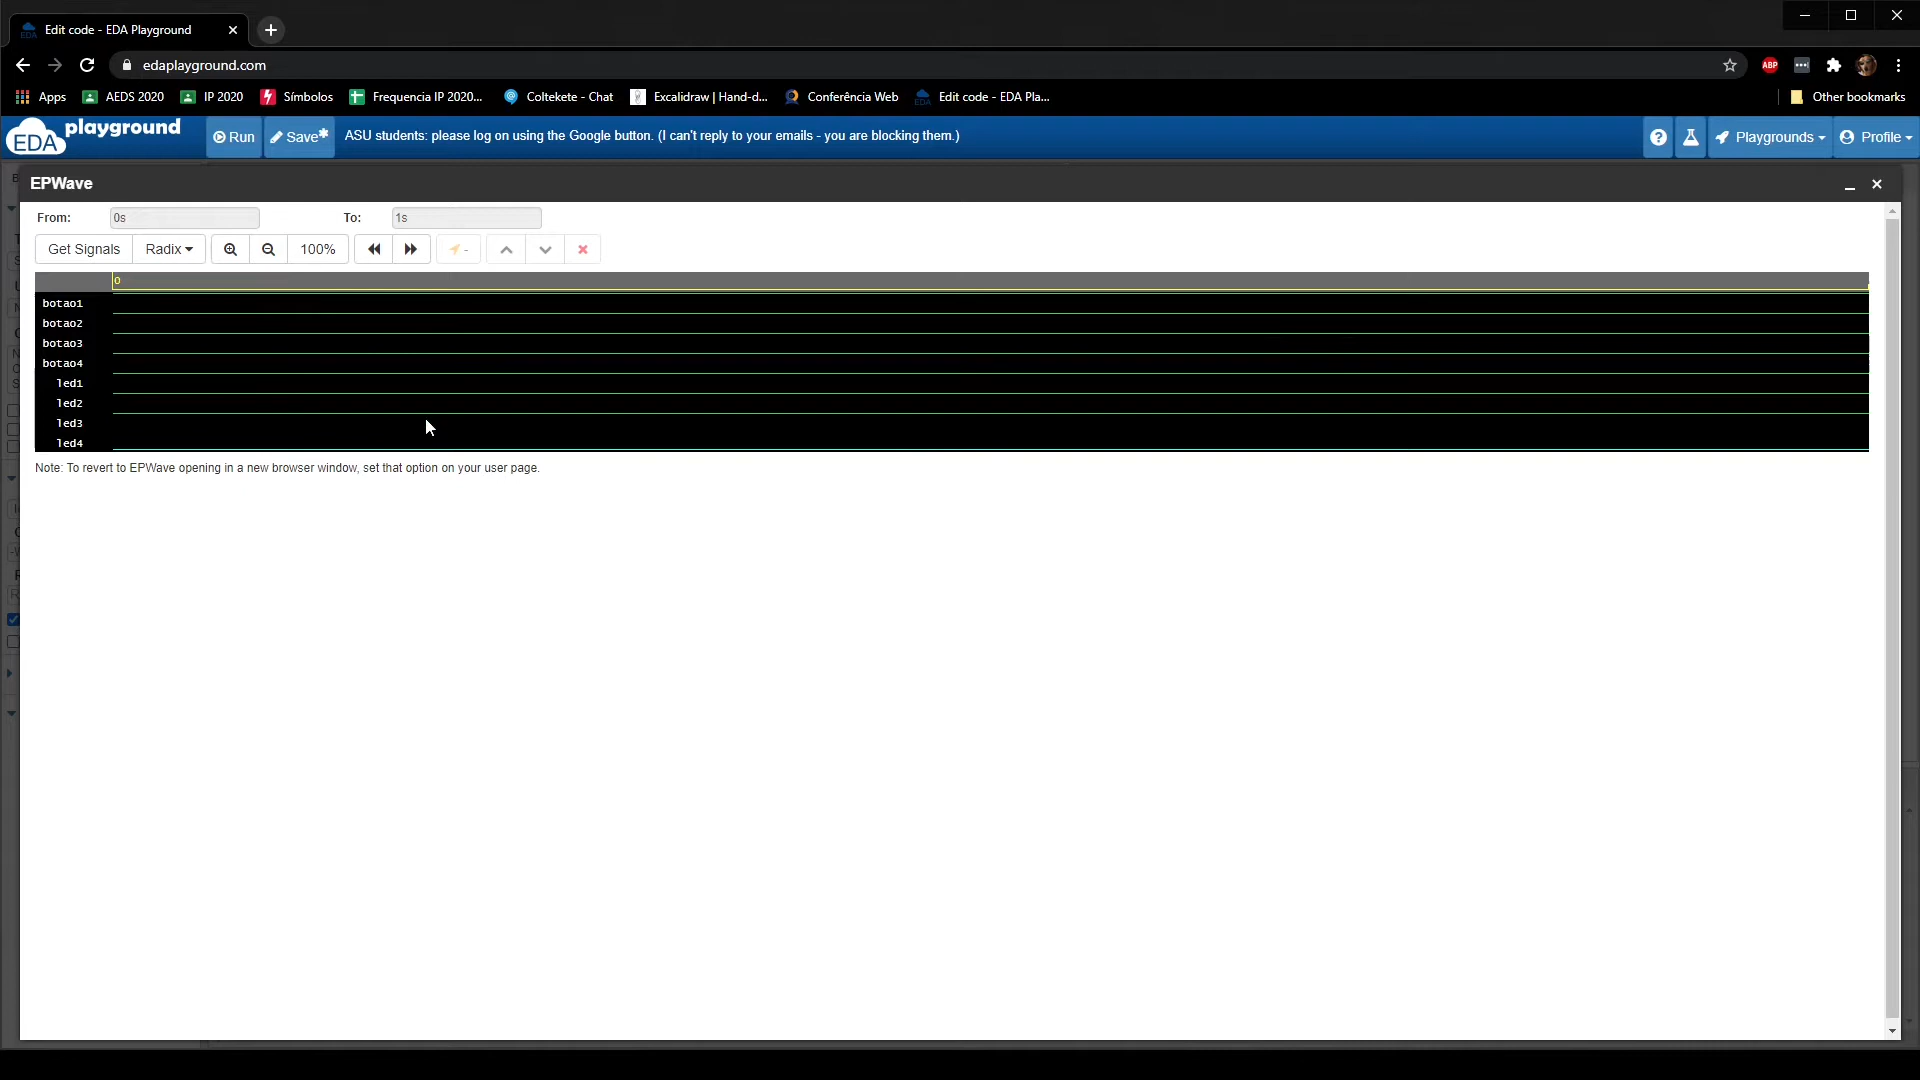 Edit code - EDA Playground
edaplayground.com
ABP
Apps AEDS 2020 IP 2020 Símbolos Frequencia IP 2020... Coltekete - Chat Excalidraw | Hand-d... Conferência Web Edit code - EDA Pla... Other bookmarks
EDA playground Run Save* ASU students: please log on using the Google button. (I can't reply to your emails - you are blocking them.) Playgrounds Profile
EPWave
From: 0s To: 1s
Get Signals Radix 100% -
0
botao1
botao2
botao3
botao4
led1
led2
led3
led4
Note: To revert to EPWave opening in a new browser window, set that option on your user page.